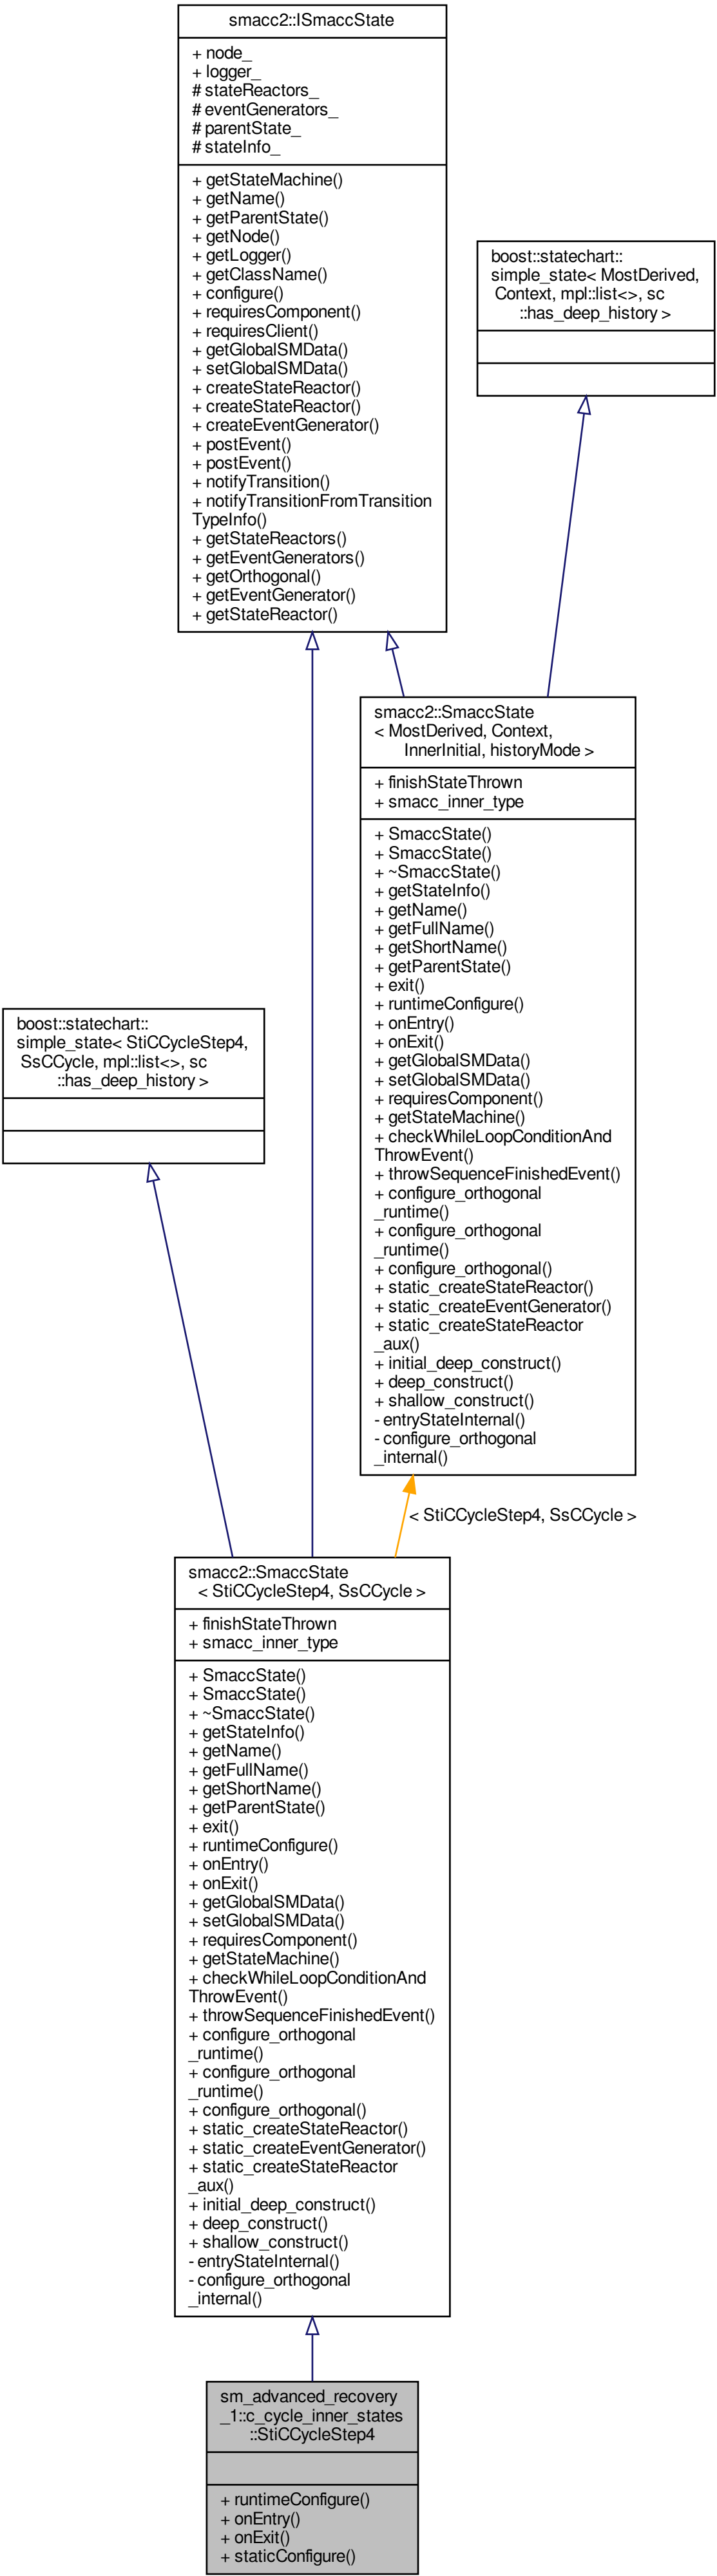 smacc2::ISmaccState
+ node_
+ logger_
# stateReactors_
# eventGenerators_
# parentState_
# stateInfo_
+ getStateMachine()
+ getName()
+ getParentState()
+ getNode()
+ getLogger()
+ getClassName()
+ configure()
+ requiresComponent()
+ requiresClient()
+ getGlobalSMData()
+ setGlobalSMData()
+ createStateReactor()
+ createStateReactor()
+ createEventGenerator()
+ postEvent()
+ postEvent()
+ notifyTransition()
+ notifyTransitionFromTransition
TypeInfo()
+ getStateReactors()
+ getEventGenerators()
+ getOrthogonal()
+ getEventGenerator()
+ getStateReactor()
boost::statechart::
simple_state< MostDerived,
Context, mpl::list<>, sc
::has_deep_history >
smacc2::SmaccState
< MostDerived, Context,
InnerInitial, historyMode >
+ finishStateThrown
+ smacc_inner_type
+ SmaccState()
+ SmaccState()
+ ~SmaccState()
+ getStateInfo()
+ getName()
+ getFullName()
+ getShortName()
+ getParentState()
+ exit()
+ runtimeConfigure()
+ onEntry()
+ onExit()
+ getGlobalSMData()
+ setGlobalSMData()
+ requiresComponent()
+ getStateMachine()
+ checkWhileLoopConditionAnd
ThrowEvent()
+ throwSequenceFinishedEvent()
+ configure_orthogonal
_runtime()
+ configure_orthogonal
_runtime()
+ configure_orthogonal()
+ static_createStateReactor()
+ static_createEventGenerator()
+ static_createStateReactor
_aux()
+ initial_deep_construct()
+ deep_construct()
+ shallow_construct()
- entryStateInternal()
- configure_orthogonal
_internal()
boost::statechart::
simple_state< StiCCycleStep4,
SsCCycle, mpl::list<>, sc
::has_deep_history >
< StiCCycleStep4, SsCCycle >
smacc2::SmaccState
< StiCCycleStep4, SsCCycle >
+ finishStateThrown
+ smacc_inner_type
+ SmaccState()
+ SmaccState()
+ ~SmaccState()
+ getStateInfo()
+ getName()
+ getFullName()
+ getShortName()
+ getParentState()
+ exit()
+ runtimeConfigure()
+ onEntry()
+ onExit()
+ getGlobalSMData()
+ setGlobalSMData()
+ requiresComponent()
+ getStateMachine()
+ checkWhileLoopConditionAnd
ThrowEvent()
+ throwSequenceFinishedEvent()
+ configure_orthogonal
_runtime()
+ configure_orthogonal
_runtime()
+ configure_orthogonal()
+ static_createStateReactor()
+ static_createEventGenerator()
+ static_createStateReactor
_aux()
+ initial_deep_construct()
+ deep_construct()
+ shallow_construct()
- entryStateInternal()
- configure_orthogonal
_internal()
sm_advanced_recovery
_1::c_cycle_inner_states
::StiCCycleStep4
+ runtimeConfigure()
+ onEntry()
+ onExit()
+ staticConfigure()